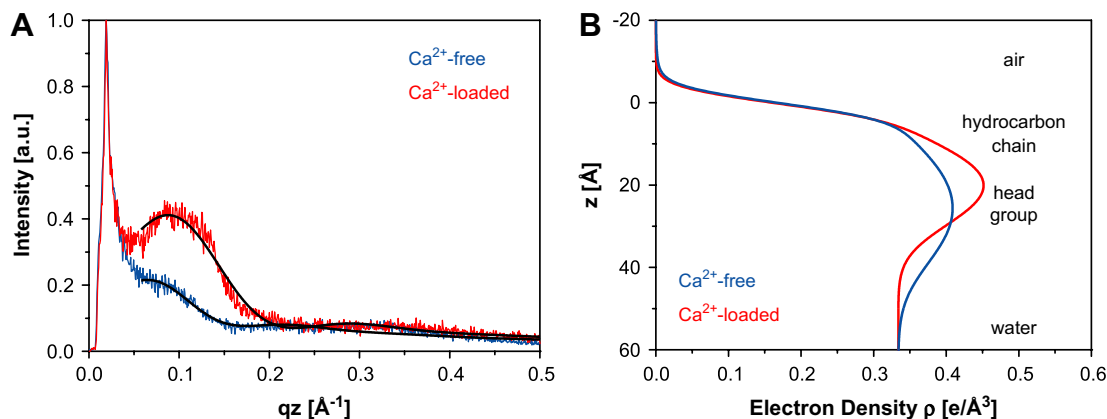 A
1.0
0.8
0.6
0.4
0.2
0.0
Intensity [a.u.]
Ca²⁺-free
Ca²⁺-loaded
0.0 0.1 0.2 0.3 0.4 0.5
qz [Å⁻¹]
B
-20
0
20
40
60
z [Å]
air
hydrocarbon
chain
head
group
Ca²⁺-free
Ca²⁺-loaded
water
0.0 0.1 0.2 0.3 0.4 0.5 0.6
Electron Density ρ [e/Å³]